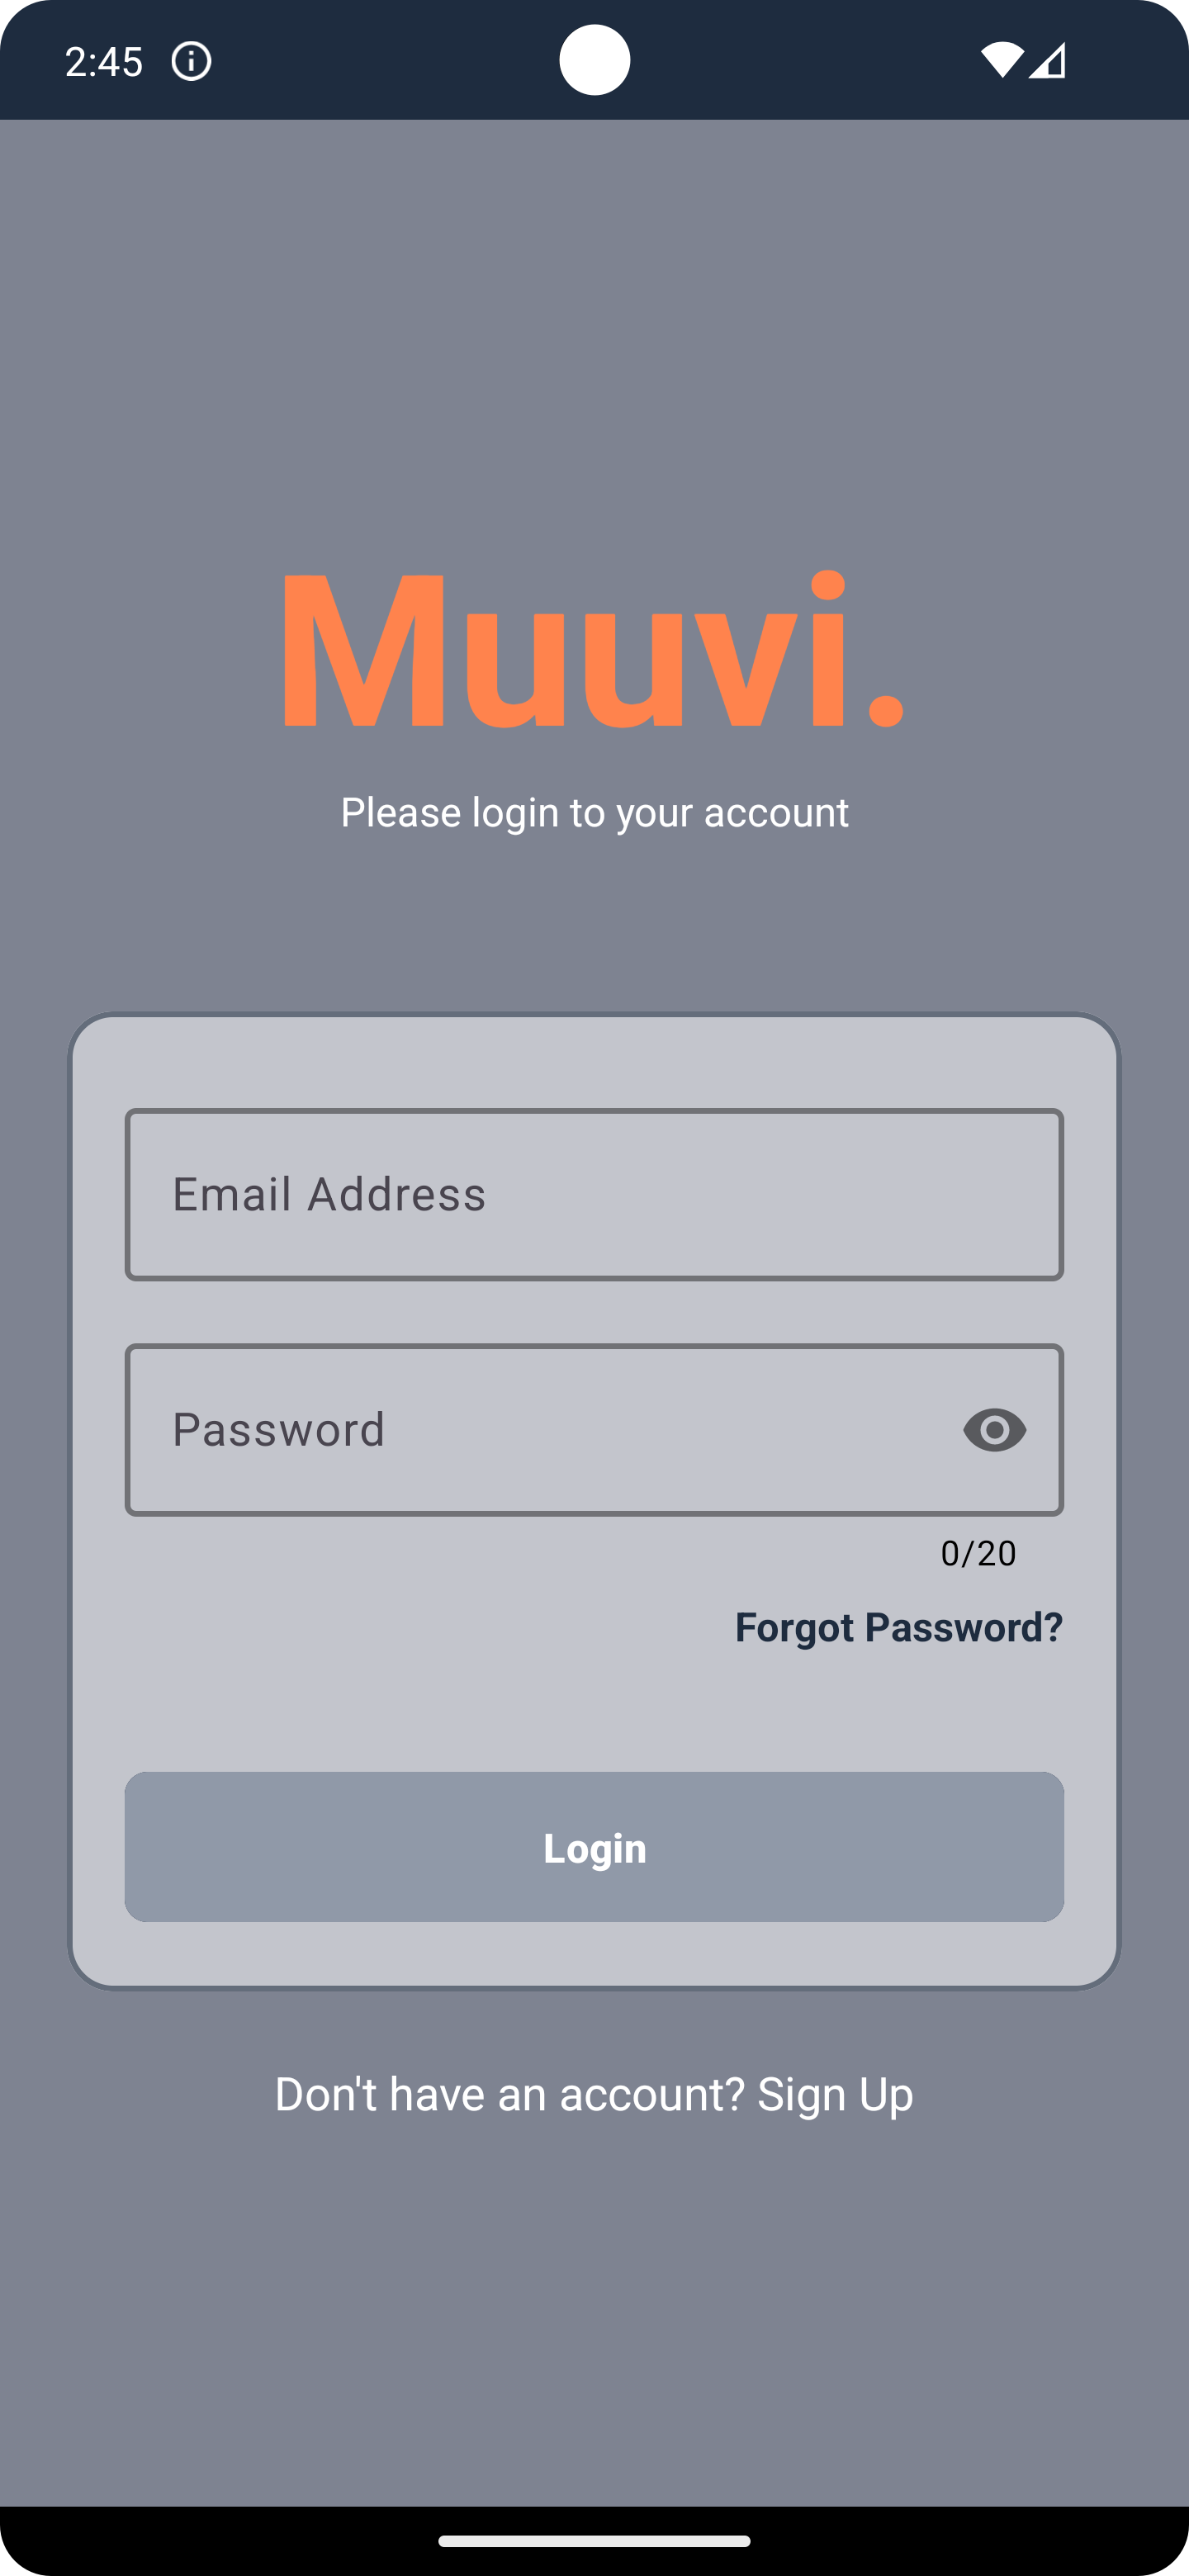 2:45
Muuvi.
Please login to your account
Email Address
Password
0/20
Forgot Password?
Login
Don't have an account? Sign Up